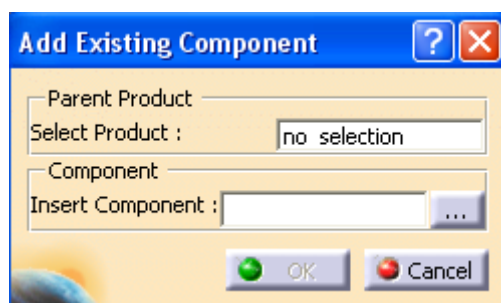 Add Existing Component ?
Parent Product
Select Product : no selection
Component
Insert Component : ...
OK Cancel